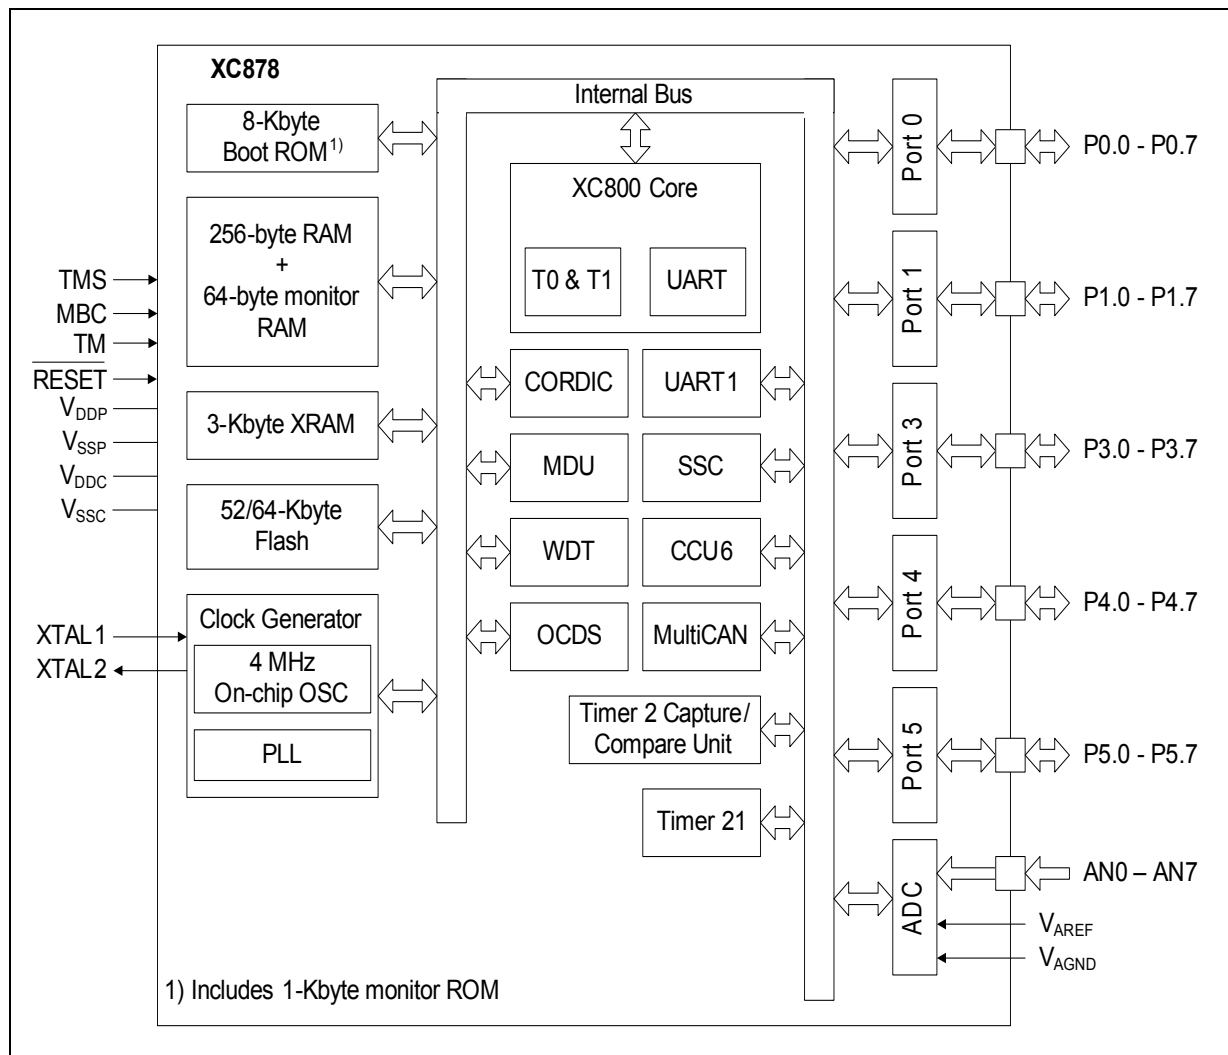 XC878
Internal Bus
8-Kbyte
Boot ROM1)
256-byte RAM
+
64-byte monitor
RAM
3-Kbyte XRAM
52/64-Kbyte
Flash
Clock Generator
4 MHz
On-chip OSC
PLL
TMS
MBC
TM
RESET
VDDP
VSSP
VDDC
VSSC
XTAL1
XTAL2
XC800 Core
T0 & T1
UART
CORDIC
UART1
MDU
SSC
WDT
CCU6
OCDS
MultiCAN
Timer 2 Capture/
Compare Unit
Timer 21
Port 0
P0.0 - P0.7
Port 1
P1.0 - P1.7
Port 3
P3.0 - P3.7
Port 4
P4.0 - P4.7
Port 5
P5.0 - P5.7
ADC
AN0 – AN7
VAREF
VAGND
1) Includes 1-Kbyte monitor ROM